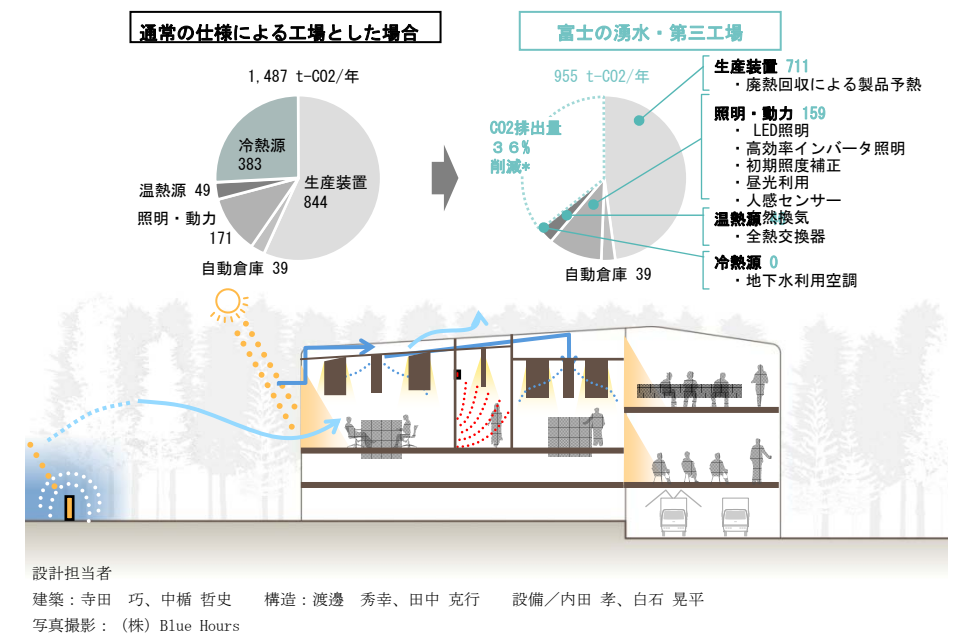 通常の仕様による工場とした場合
1,487 t-CO2/年
冷熱源
383
温熱源 49
照明・動力
171
自動倉庫 39
生産装置
844
富士の湧水・第三工場
955 t-CO2/年
CO2排出量
36%
削減*
自動倉庫 39
生産装置 711
・廃熱回収による製品予熱
照明・動力 159
・ LED照明
・高効率インバータ照明
・初期照度補正
・昼光利用
・人感センサー
・自然換気
温熱源
・全熱交換器
冷熱源 0
・地下水利用空調
設計担当者
建築：寺田　巧、中楯 哲史　　構造：渡邊　秀幸、田中 克行　　設備／内田 孝、白石 晃平
写真撮影：（株）Blue Hours